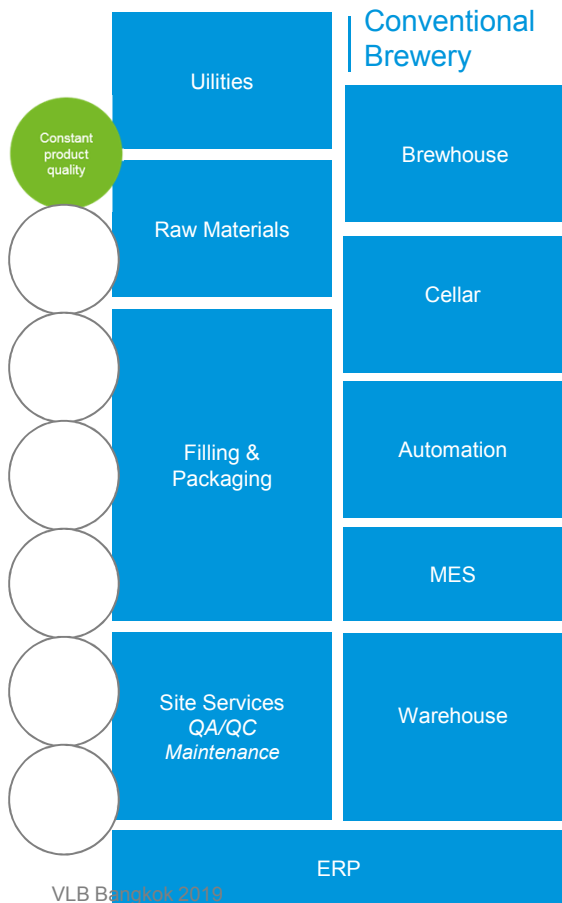 Conventional
Brewery
Uilities
Constant
product
quality
Brewhouse
Raw Materials
Cellar
Filling &
Packaging
Automation
MES
Site Services
QA/QC
Maintenance
Warehouse
ERP
VLB Bangkok 2019